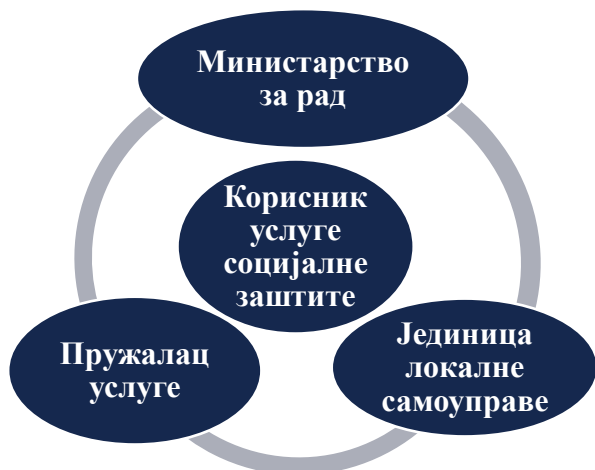 Министарство
за рад
Корисник
услуге
социјалне
заштите
Пружалац
услуге
Јединица
локалне
самоуправе